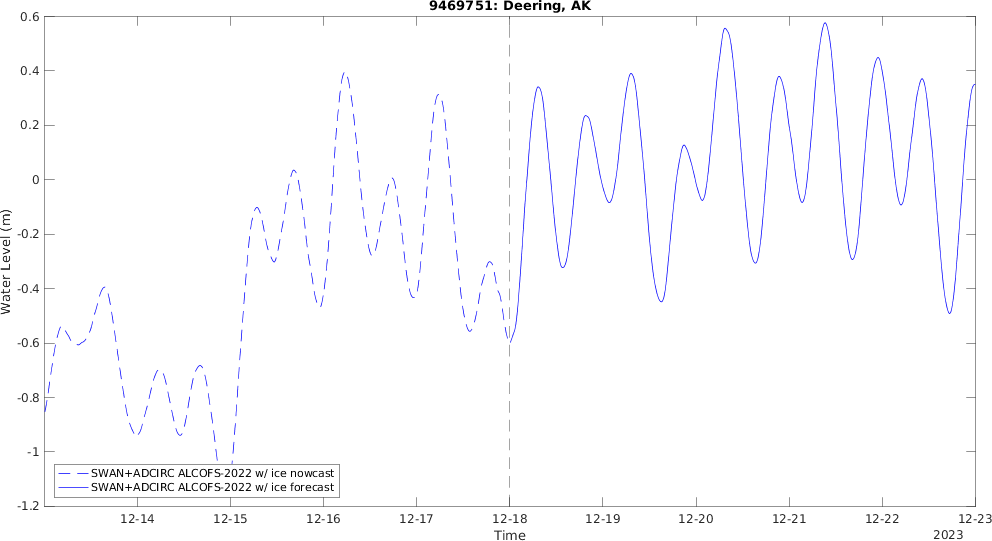 9469751: Deering, AK
0.6
0.4
0.2
0
-0.2
-0.4
-0.6
-0.8
-1
-1.2
Water Level (m)
SWAN+ADCIRC ALCOFS-2022 w/ ice nowcast
SWAN+ADCIRC ALCOFS-2022 w/ ice forecast
12-14 12-15 12-16 12-17 12-18 12-19 12-20 12-21 12-22 12-23
Time
2023